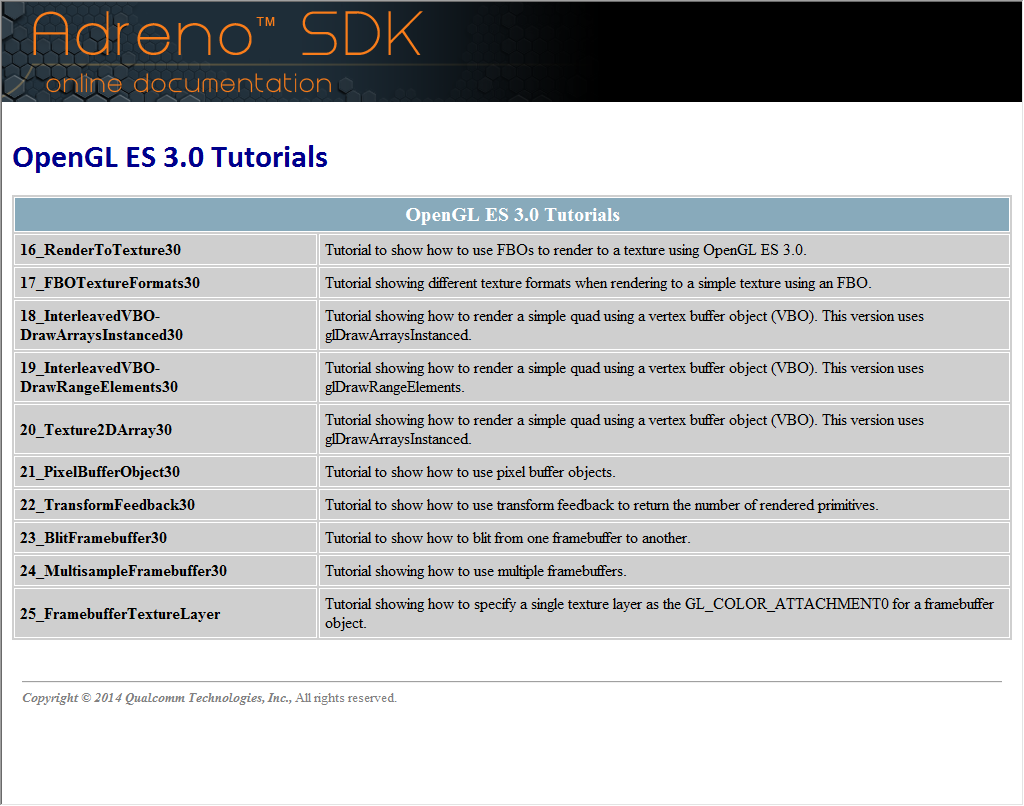 Adreno™ SDK
online documentation
OpenGL ES 3.0 Tutorials
OpenGL ES 3.0 Tutorials
16_RenderToTexture30
Tutorial to show how to use FBOs to render to a texture using OpenGL ES 3.0.
17_FBOTextureFormats30
Tutorial showing different texture formats when rendering to a simple texture using an FBO.
18_InterleavedVBO-
DrawArraysInstanced30
Tutorial showing how to render a simple quad using a vertex buffer object (VBO). This version uses
glDrawArraysInstanced.
19_InterleavedVBO-
DrawRangeElements30
Tutorial showing how to render a simple quad using a vertex buffer object (VBO). This version uses
glDrawRangeElements.
20_Texture2DArray30
Tutorial showing how to render a simple quad using a vertex buffer object (VBO). This version uses
glDrawArraysInstanced.
21_PixelBufferObject30
Tutorial to show how to use pixel buffer objects.
22_TransformFeedback30
Tutorial to show how to use transform feedback to return the number of rendered primitives.
23_BlitFramebuffer30
Tutorial to show how to blit from one framebuffer to another.
24_MultisampleFramebuffer30
Tutorial showing how to use multiple framebuffers.
25_FramebufferTextureLayer
Tutorial showing how to specify a single texture layer as the GL_COLOR_ATTACHMENT0 for a framebuffer
object.
Copyright © 2014 Qualcomm Technologies, Inc., All rights reserved.